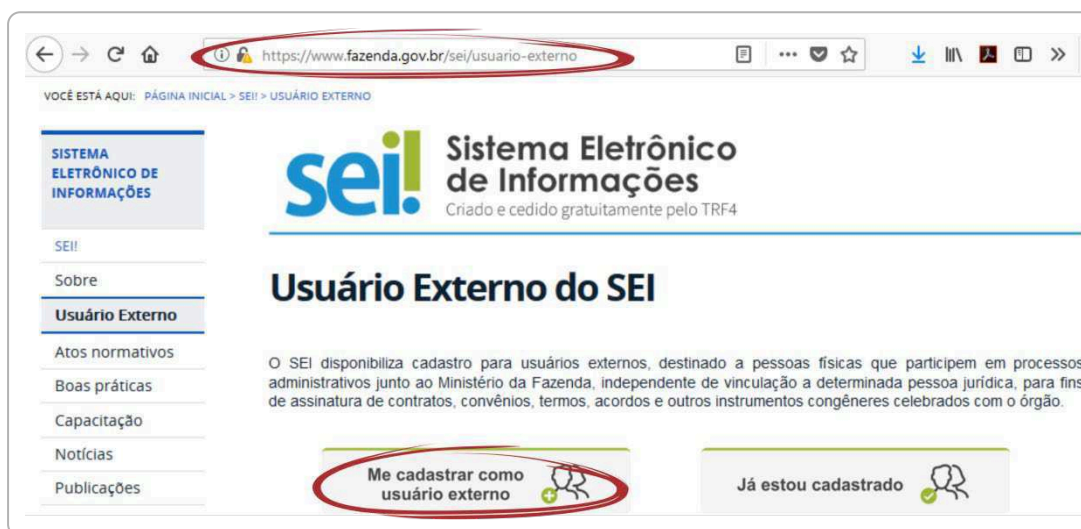 https://www.fazenda.gov.br/sei/usuario-externo
VOCÊ ESTÁ AQUI: PÁGINA INICIAL > SEI! > USUÁRIO EXTERNO
SISTEMA
ELETRÔNICO DE
INFORMAÇÕES
SEI!
Sobre
Usuário Externo
Atos normativos
Boas práticas
Capacitação
Notícias
Publicações
sei!
Sistema Eletrônico
de Informações
Criado e cedido gratuitamente pelo TRF4
Usuário Externo do SEI
O SEI disponibiliza cadastro para usuários externos, destinado a pessoas físicas que participem em processos
administrativos junto ao Ministério da Fazenda, independente de vinculação a determinada pessoa jurídica, para fins
de assinatura de contratos, convênios, termos, acordos e outros instrumentos congêneres celebrados com o órgão.
Me cadastrar como
usuário externo
Já estou cadastrado